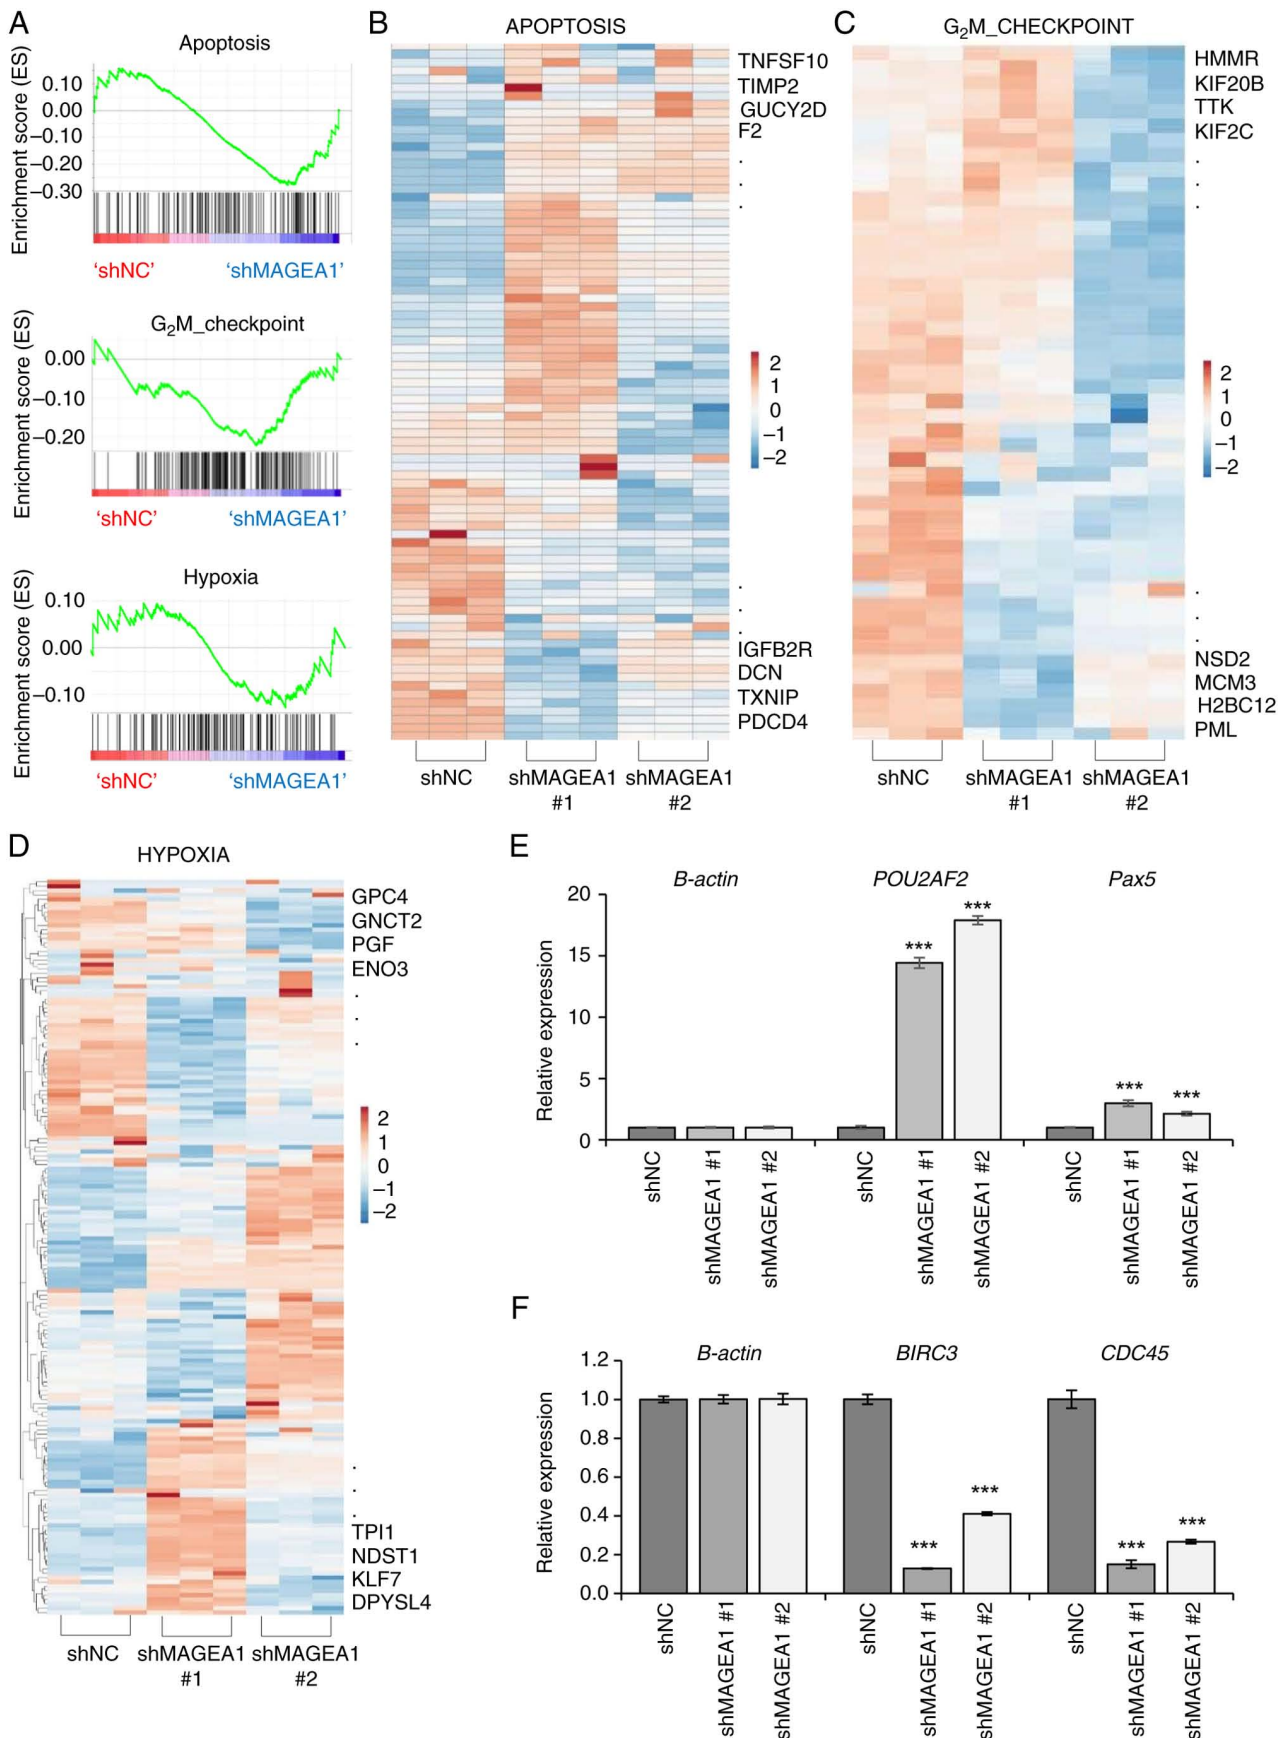 A
Apoptosis
Enrichment score (ES)
0.10
0.00
–0.10
–0.20
–0.30
‘shNC’ ‘shMAGEA1’
G2M_checkpoint
Enrichment score (ES)
0.00
–0.10
–0.20
‘shNC’ ‘shMAGEA1’
Hypoxia
Enrichment score (ES)
0.10
0.00
–0.10
‘shNC’ ‘shMAGEA1’
B
APOPTOSIS
TNFSF10
TIMP2
GUCY2D
F2
.
.
.
2
1
0
–1
–2
.
.
.
IGFB2R
DCN
TXNIP
PDCD4
shNC shMAGEA1 shMAGEA1
#1 #2
C
G2M_CHECKPOINT
HMMR
KIF20B
TTK
KIF2C
.
.
.
2
1
0
–1
–2
.
.
.
NSD2
MCM3
H2BC12
PML
shNC shMAGEA1 shMAGEA1
#1 #2
D
HYPOXIA
GPC4
GNCT2
PGF
ENO3
.
.
.
2
1
0
–1
–2
.
.
.
TPI1
NDST1
KLF7
DPYSL4
shNC shMAGEA1 shMAGEA1
#1 #2
E
B-actin POU2AF2 Pax5
Relative expression
20
15
10
5
0
*** *** *** ***
shNC shMAGEA1 #1 shMAGEA1 #2 shNC shMAGEA1 #1 shMAGEA1 #2 shNC shMAGEA1 #1 shMAGEA1 #2
F
B-actin BIRC3 CDC45
Relative expression
1.2
1.0
0.8
0.6
0.4
0.2
0.0
*** *** *** ***
shNC shMAGEA1 #1 shMAGEA1 #2 shNC shMAGEA1 #1 shMAGEA1 #2 shNC shMAGEA1 #1 shMAGEA1 #2